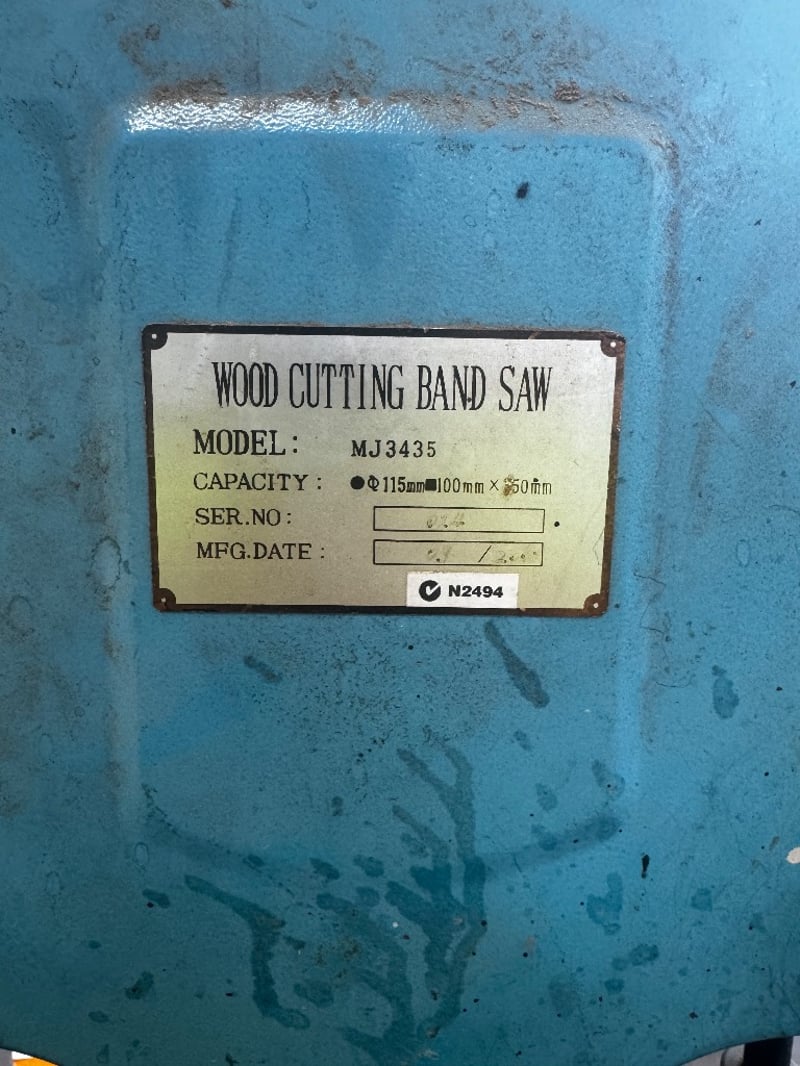 WOOD CUTTING BAND SAW
MODEL: MJ3435
CAPACITY: ●Φ115mm■100mm×50mm
SER.NO:
MFG.DATE:
N2494